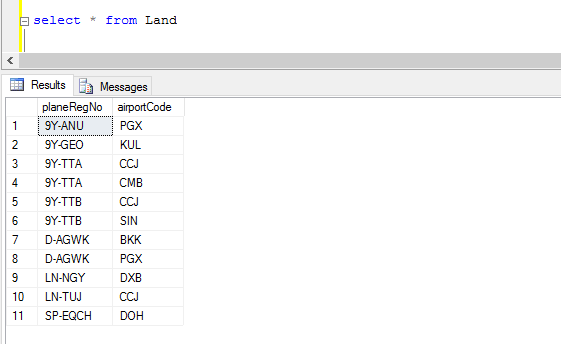 select * from Land
Results Messages
planeRegNo airportCode
1 9Y-ANU PGX
2 9Y-GEO KUL
3 9Y-TTA CCJ
4 9Y-TTA CMB
5 9Y-TTB CCJ
6 9Y-TTB SIN
7 D-AGWK BKK
8 D-AGWK PGX
9 LN-NGY DXB
10 LN-TUJ CCJ
11 SP-EQCH DOH